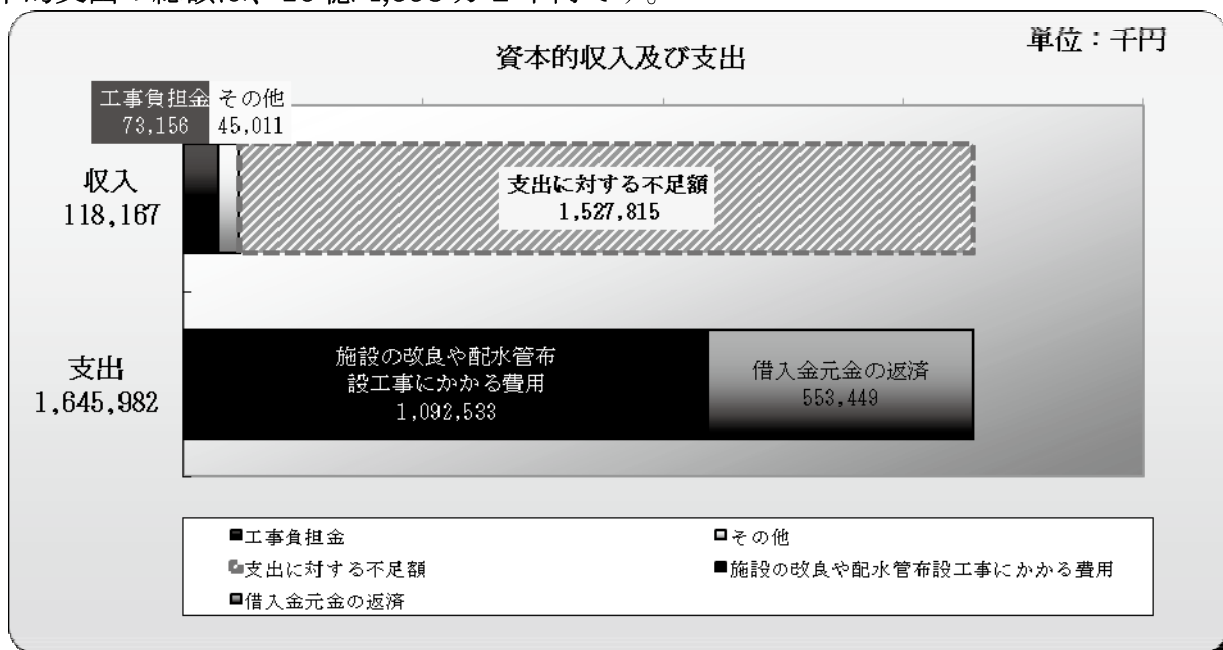 資本的収入及び支出
単位：千円
工事負担金 その他
73,156 45,011
収入
118,167
支出に対する不足額
1,527,815
支出
1,645,982
施設の改良や配水管布
設工事にかかる費用
1,092,533
借入金元金の返済
553,449
■工事負担金
その他
支出に対する不足額
■施設の改良や配水管布設工事にかかる費用
借入金元金の返済